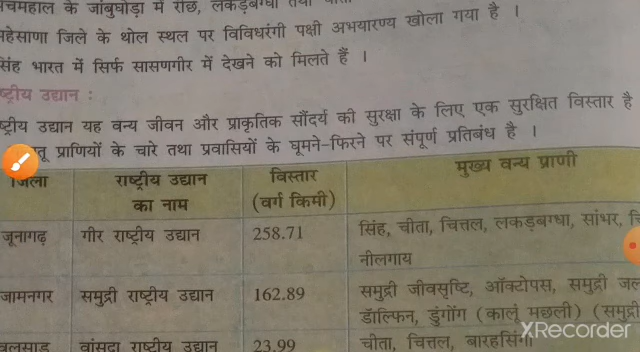 पंचमहाल के जांबुघोड़ा में रीछ, लकड़बग्घा तथा
महेसाणा जिले के थोल स्थल पर विविधरंगी पक्षी अभयारण्य खोला गया है ।
सिंह भारत में सिर्फ सासणगीर में देखने को मिलते हैं ।
ष्ट्रीय उद्यान :
ष्ट्रीय उद्यान यह वन्य जीवन और प्राकृतिक सौंदर्य की सुरक्षा के लिए एक सुरक्षित विस्तार है
तू प्राणियों के चारे तथा प्रवासियों के घूमने-फिरने पर संपूर्ण प्रतिबंध है ।
जिला राष्ट्रीय उद्यान का नाम विस्तार (वर्ग किमी) मुख्य वन्य प्राणी
जूनागढ़ गीर राष्ट्रीय उद्यान 258.71 सिंह, चीता, चित्तल, लकड़बग्धा, सांभर,
नीलगाय
जामनगर समुद्री राष्ट्रीय उद्यान 162.89 समुद्री जीवसृष्टि, ऑक्टोपस, समुद्री जल
डॉल्फिन, डुंगोंग (कालू मछली) (समुद्री
वलसाड वांसदा राष्ट्रीय उद्यान 23.99 चीता, चित्तल, बारहसिंगा
XRecorder